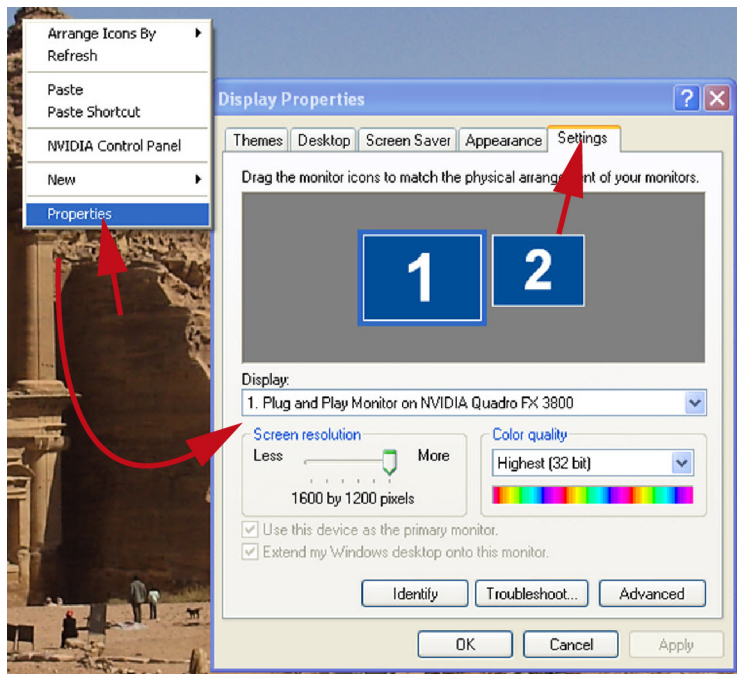 Arrange Icons By
Refresh
Paste
Paste Shortcut
NVIDIA Control Panel
New
Properties
Display Properties
Themes Desktop Screen Saver Appearance Settings
Drag the monitor icons to match the physical arrangement of your monitors.
1 2
Display:
1. Plug and Play Monitor on NVIDIA Quadro FX 3800
Screen resolution
Less More
1600 by 1200 pixels
Color quality
Highest (32 bit)
Use this device as the primary monitor.
Extend my Windows desktop onto this monitor.
Identify Troubleshoot... Advanced
OK Cancel Apply